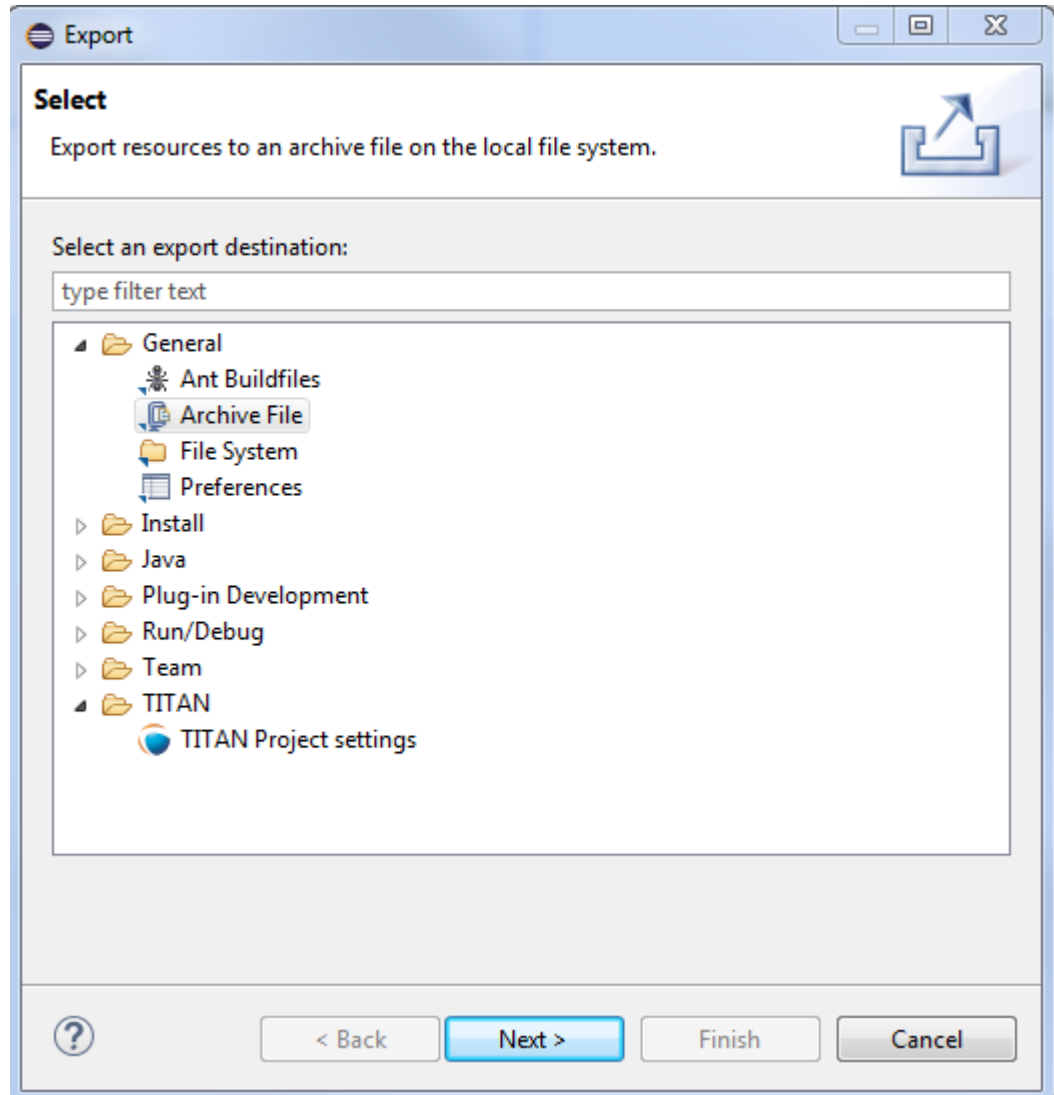 Export
Select
Export resources to an archive file on the local file system.
Select an export destination:
type filter text
General
Ant Buildfiles
Archive File
File System
Preferences
Install
Java
Plug-in Development
Run/Debug
Team
TITAN
TITAN Project settings
? < Back Next > Finish Cancel